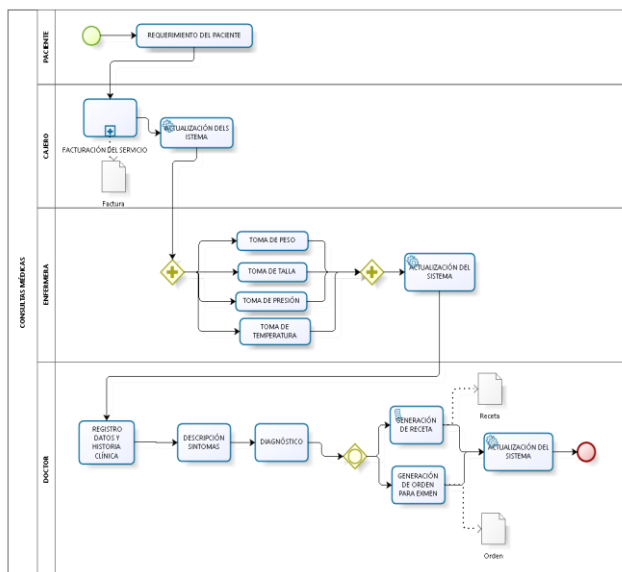 CONSULTAS MÉDICAS
PACIENTE
REQUERIMIENTO DEL PACIENTE
CAJERO
FACTURACIÓN DEL SERVICIO
ACTUALIZACIÓN DELS
ISTEMA
Factura
ENFERMERA
TOMA DE PESO
TOMA DE TALLA
TOMA DE PRESIÓN
TOMA DE
TEMPERATURA
ACTUALIZACIÓN DEL
SISTEMA
DOCTOR
REGISTRO
DATOS Y
HISTORIA
CLÍNICA
DESCRIPCIÓN
SINTOMAS
DIAGNÓSTICO
GENERACIÓN
DE RECETA
Receta
GENERACIÓN
DE ORDEN
PARA EXMEN
ACTUALIZACIÓN DEL
SISTEMA
Orden